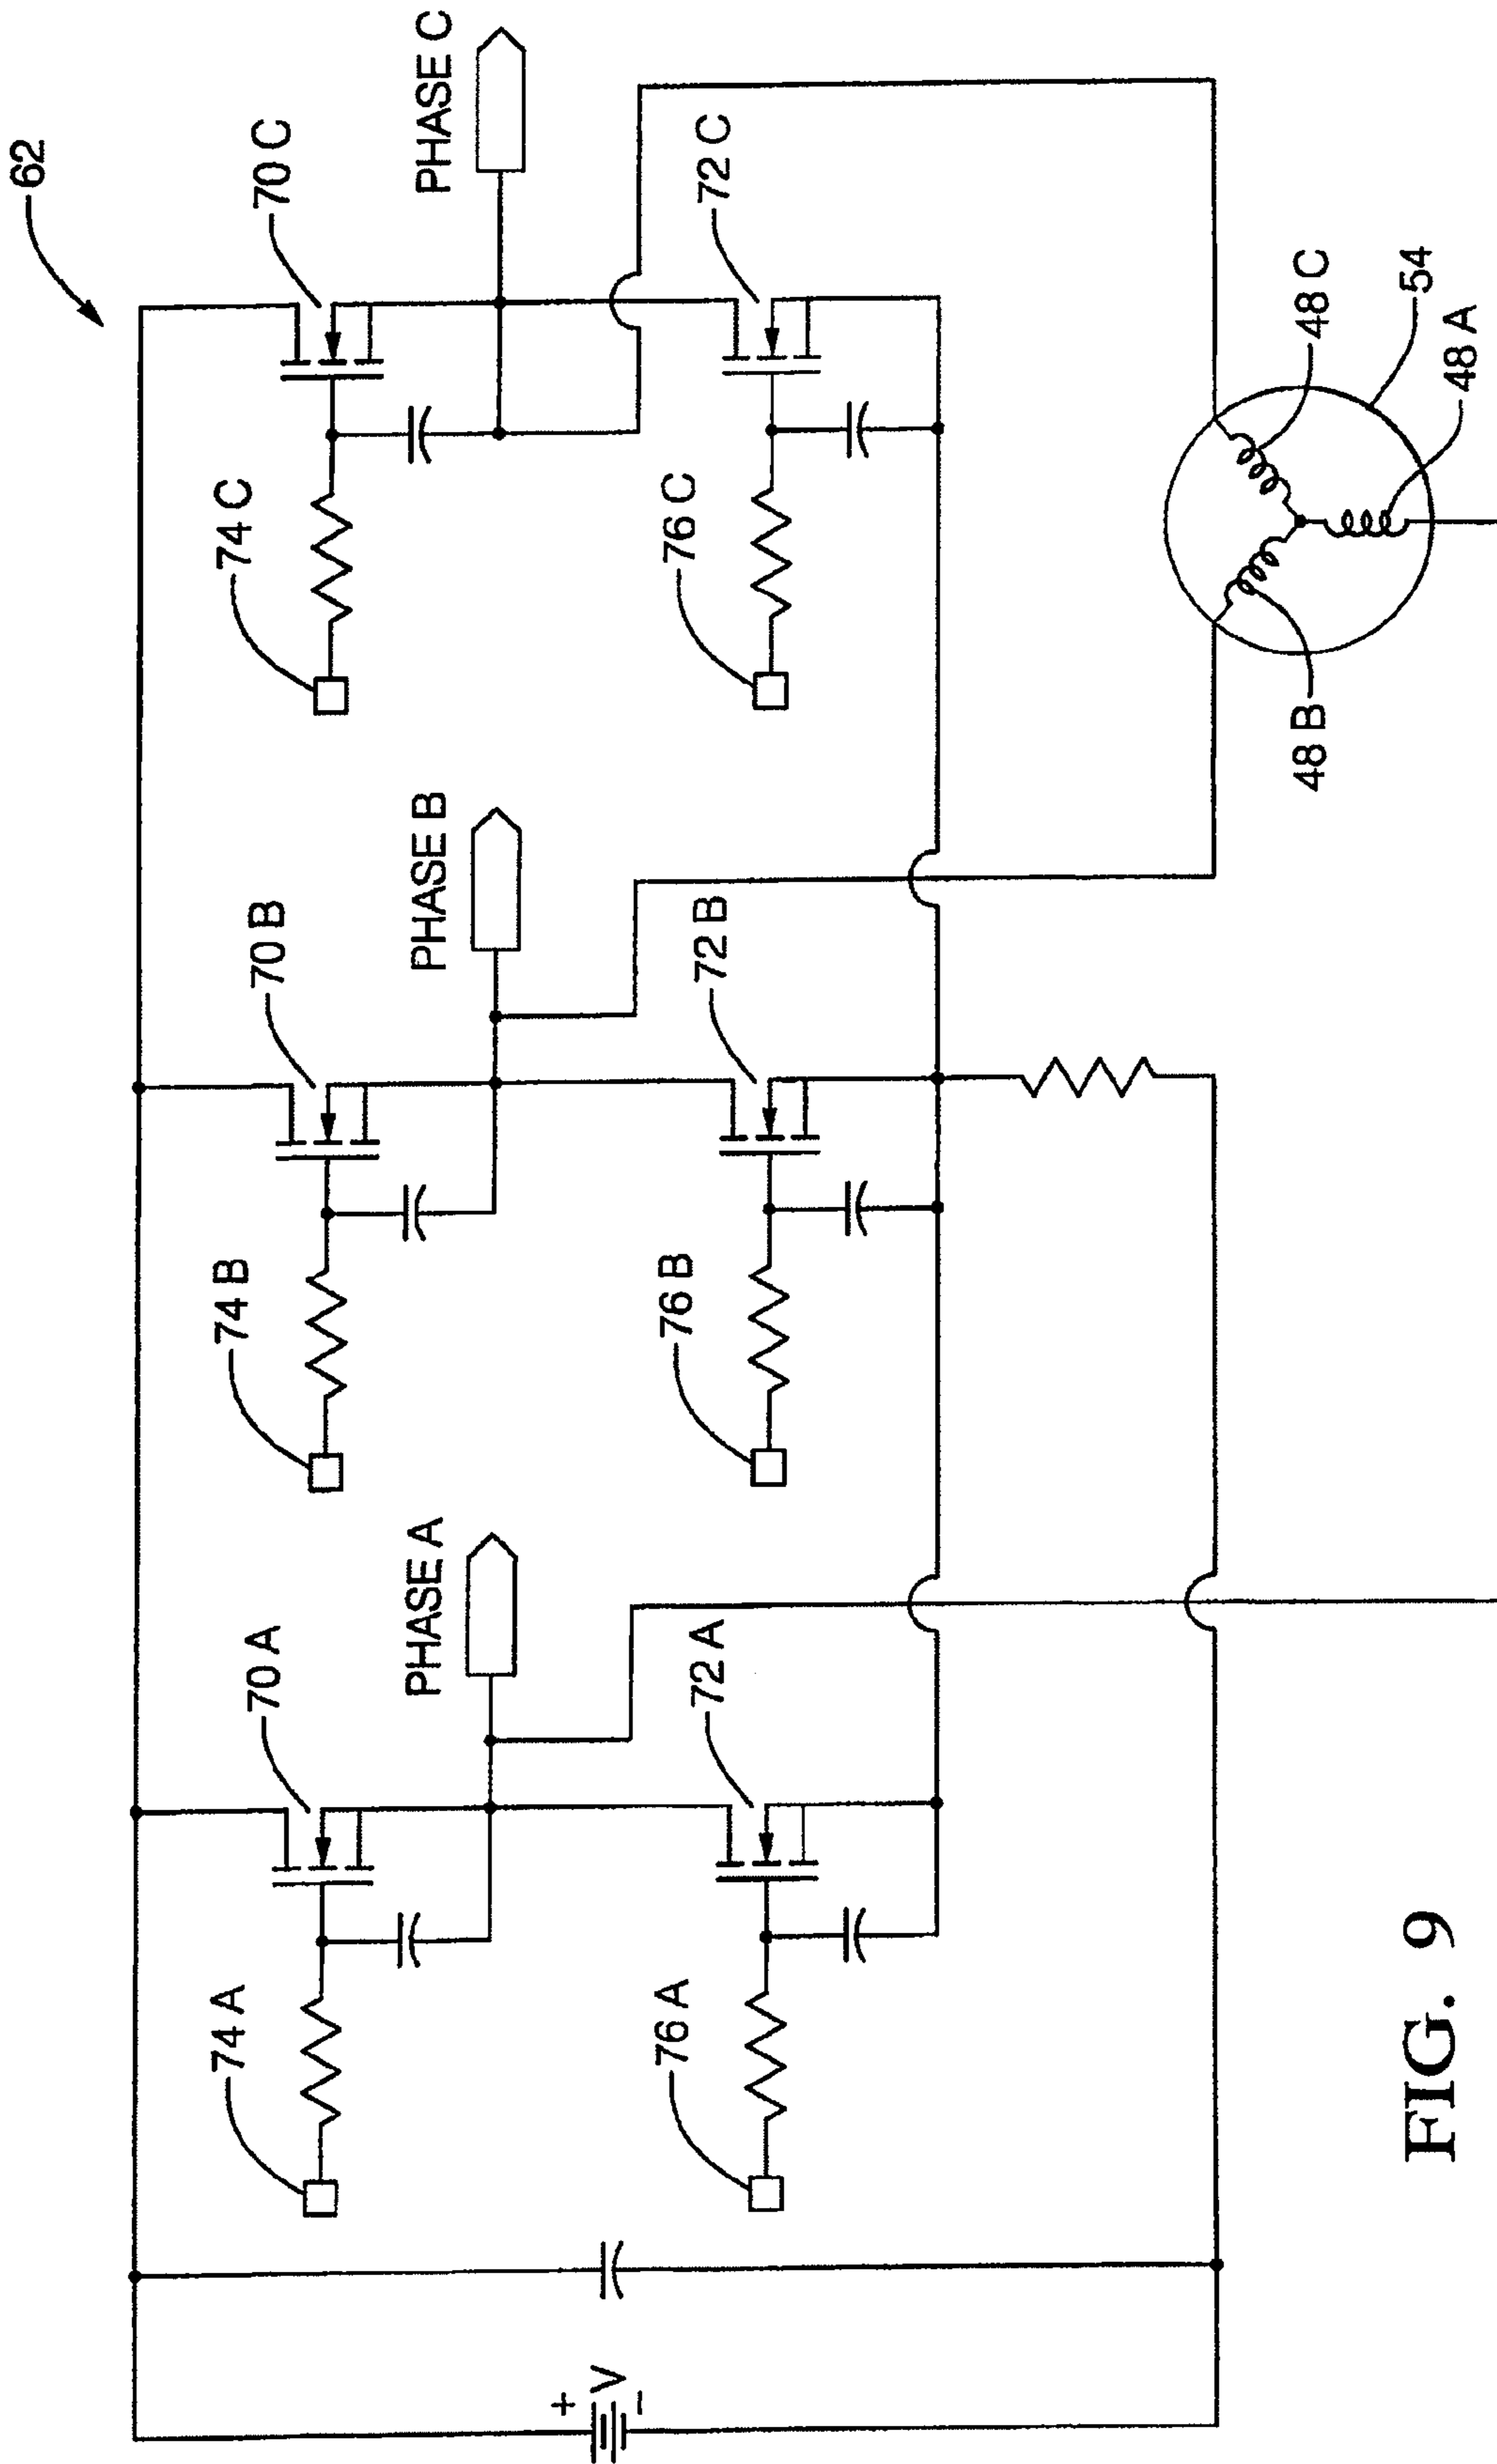 62
70 A
70 B
70 C
74 A
74 B
74 C
PHASE A
PHASE B
PHASE C
72 A
72 B
72 C
76 A
76 B
76 C
+
V
−
48 B
48 C
54
48 A
FIG. 9